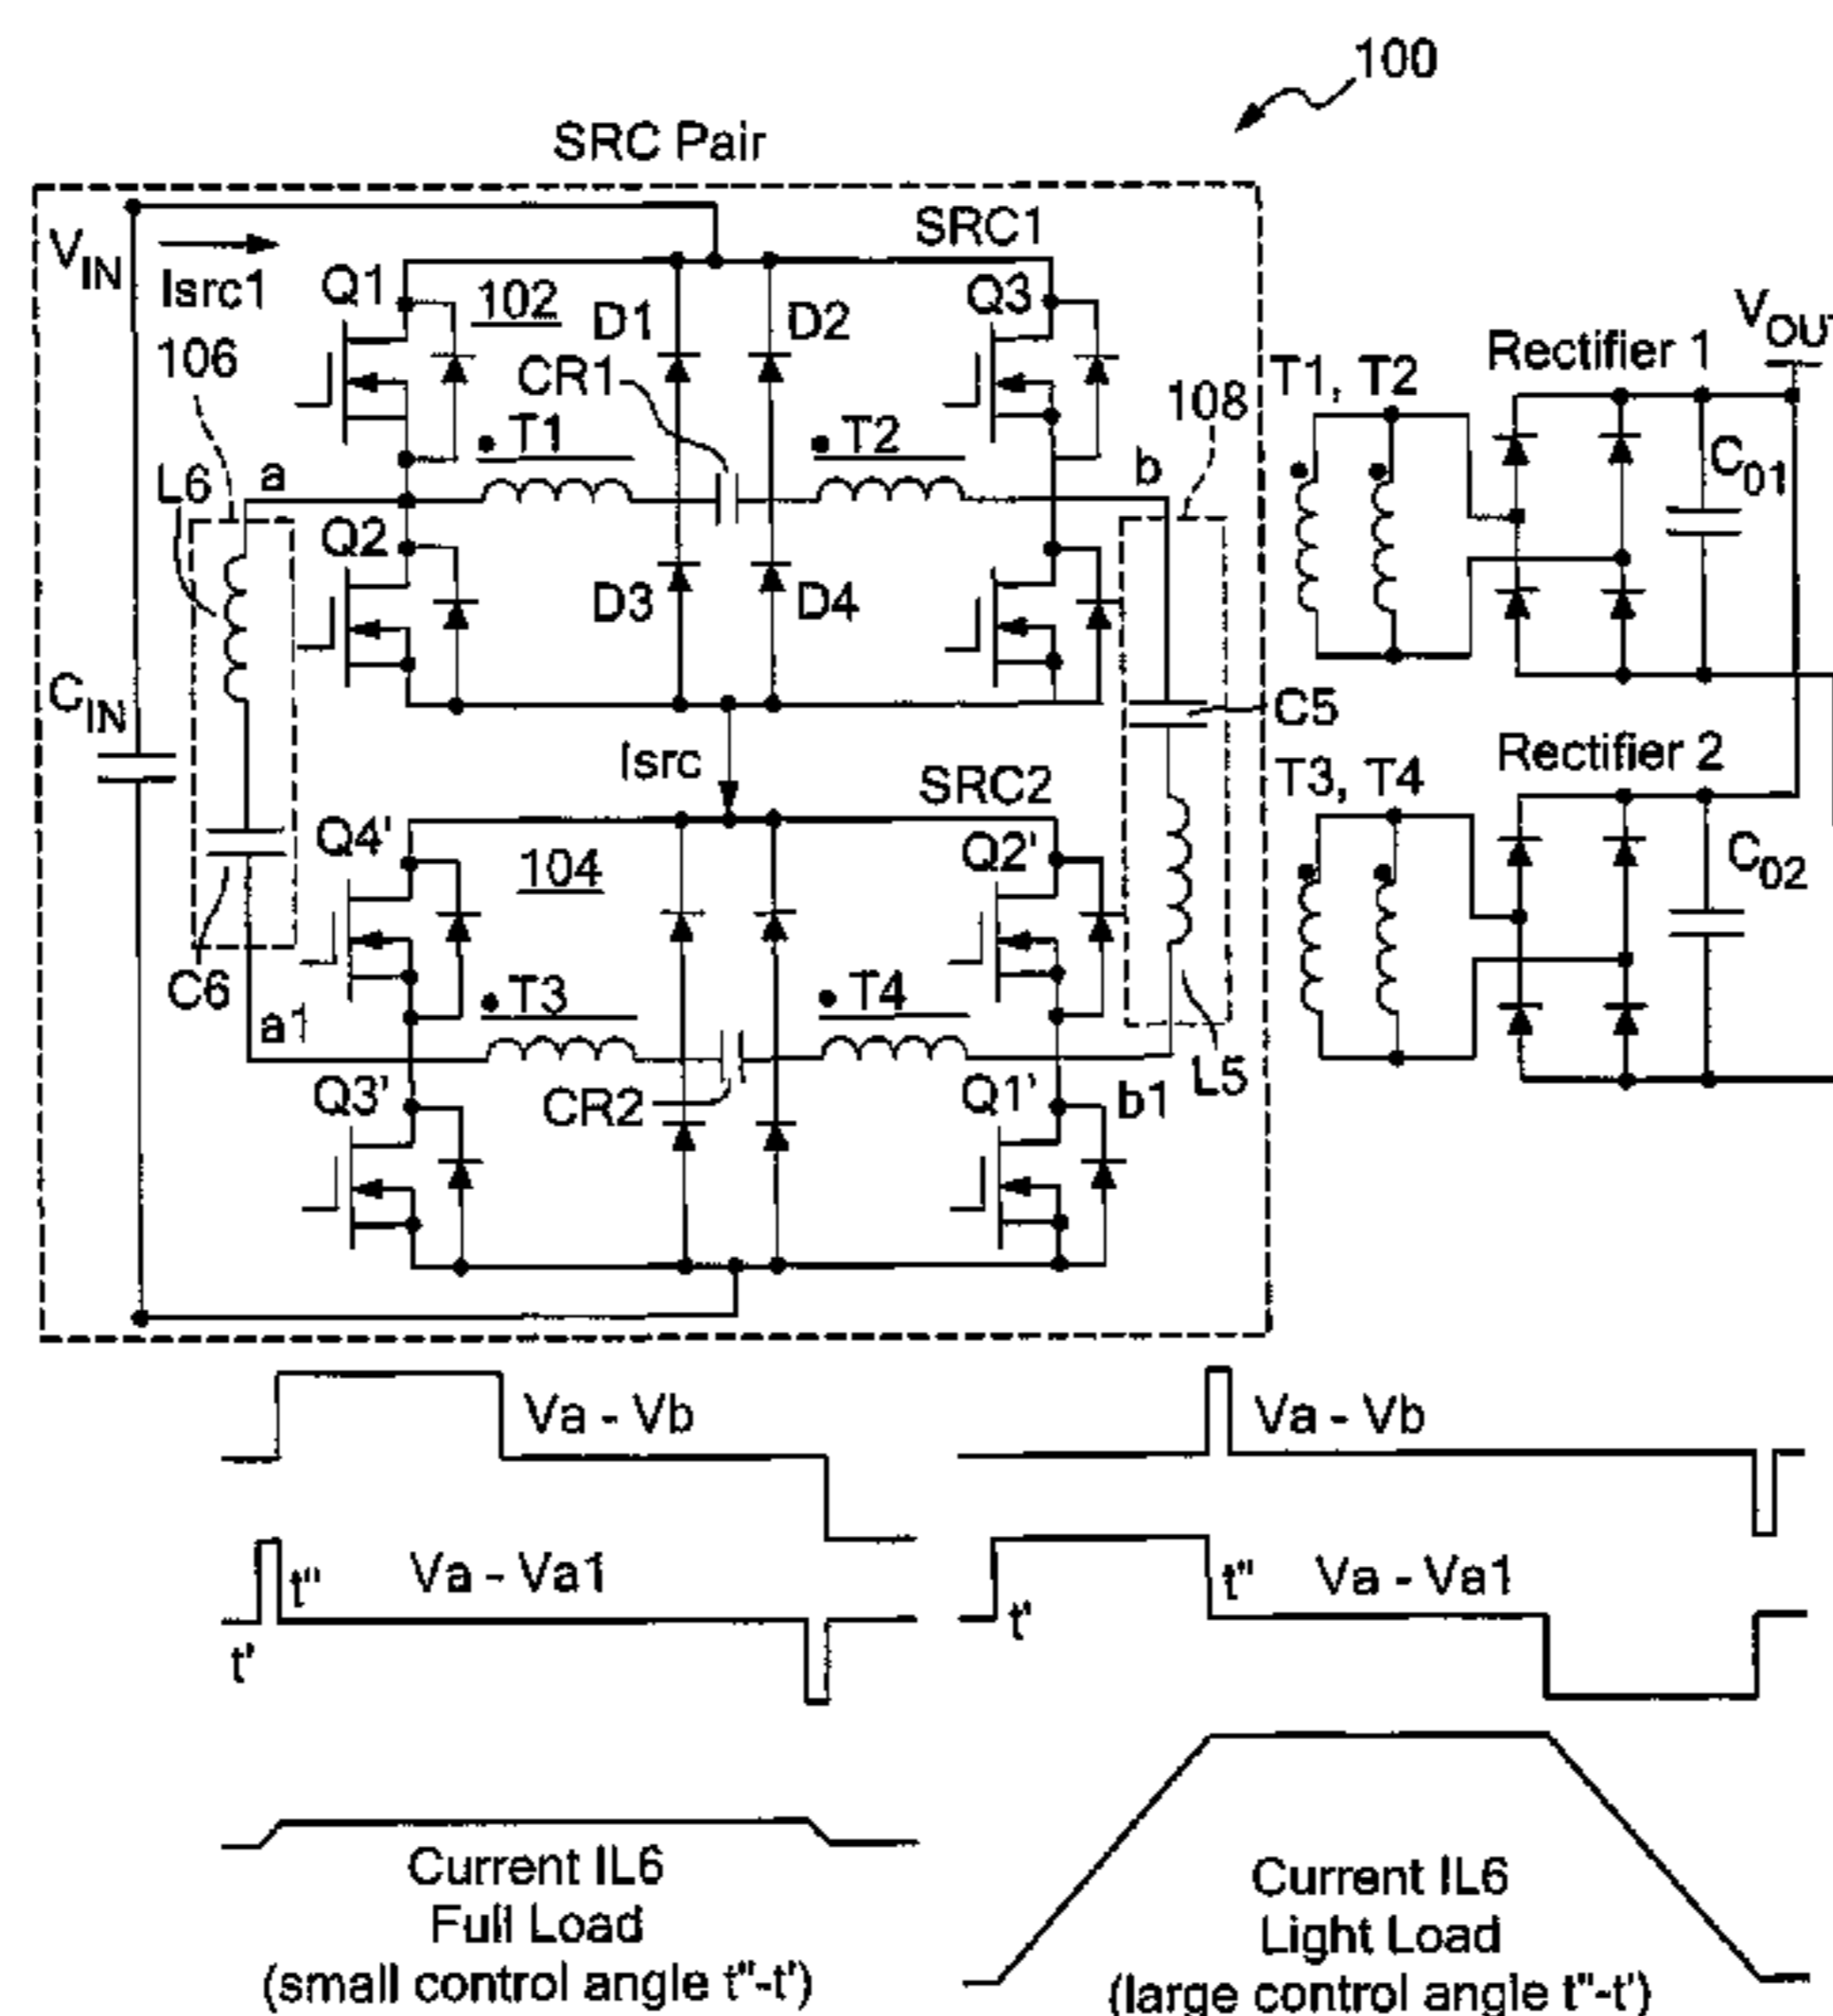 100
SRC Pair
VIN
Isrc1
SRC1
Q1
102
D1
D2
Q3
106
CR1
T1
T2
108
T1, T2
Rectifier 1
VOUT
C01
L6
a
b
Q2
D3
D4
CIN
C5
Isrc
SRC2
T3, T4
Rectifier 2
Q4'
104
Q2'
C02
C6
a1
T3
T4
L5
Q3'
CR2
Q1'
b1
Va - Vb
Va - Vb
t''
Va - Va1
t'
t''
Va - Va1
t'
Current IL6
Full Load
(small control angle t''-t')
Current IL6
Light Load
(large control angle t''-t')